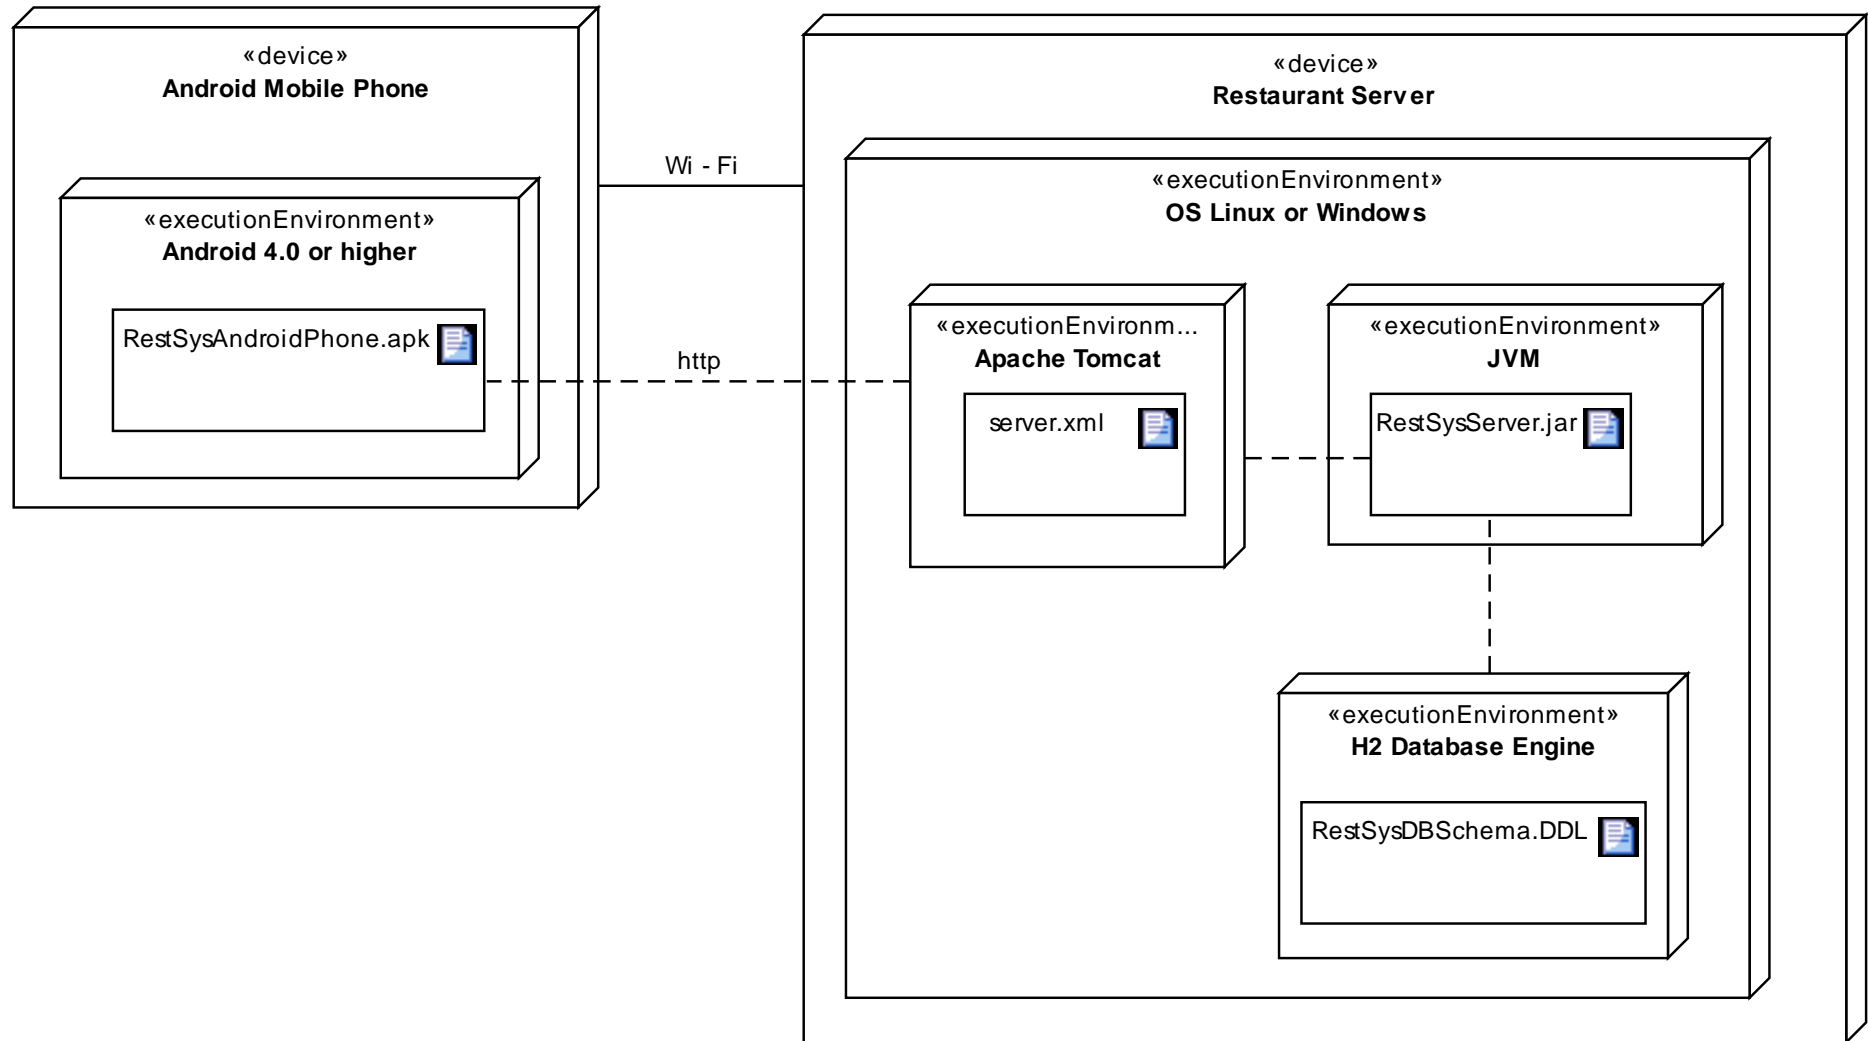 «device»
Android Mobile Phone
«executionEnvironment»
Android 4.0 or higher
RestSysAndroidPhone.apk
Wi - Fi
http
«device»
Restaurant Server
«executionEnvironment»
OS Linux or Windows
«executionEnvironm...
Apache Tomcat
server.xml
«executionEnvironment»
JVM
RestSysServer.jar
«executionEnvironment»
H2 Database Engine
RestSysDBSchema.DDL